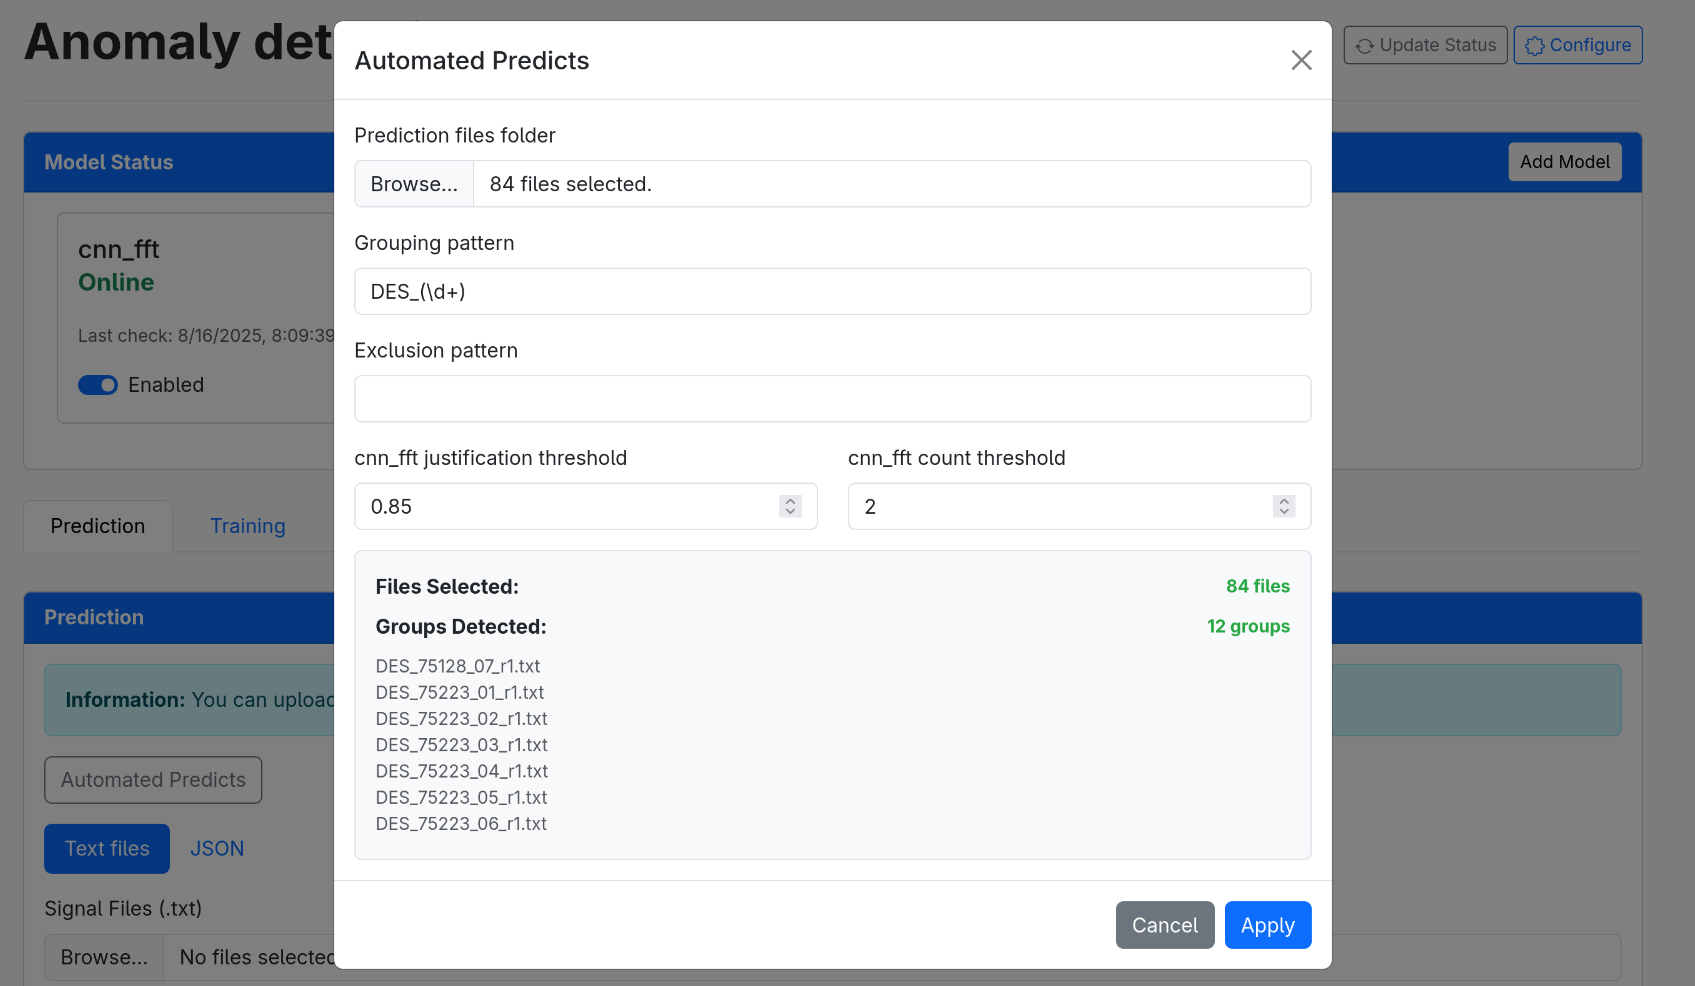 Anomaly det
Update Status
Configure
Automated Predicts
Model Status
Add Model
Prediction files folder
Browse...
84 files selected.
cnn_fft
Online
Last check: 8/16/2025, 8:09:39
Enabled
Grouping pattern
DES_(\d+)
Exclusion pattern
cnn_fft justification threshold
cnn_fft count threshold
0.85
2
Prediction
Training
Files Selected:
84 files
Groups Detected:
12 groups
DES_75128_07_r1.txt
DES_75223_01_r1.txt
DES_75223_02_r1.txt
DES_75223_03_r1.txt
DES_75223_04_r1.txt
DES_75223_05_r1.txt
DES_75223_06_r1.txt
Prediction
Information: You can upload
Automated Predicts
Text files
JSON
Signal Files (.txt)
Browse...
No files selected
Cancel
Apply